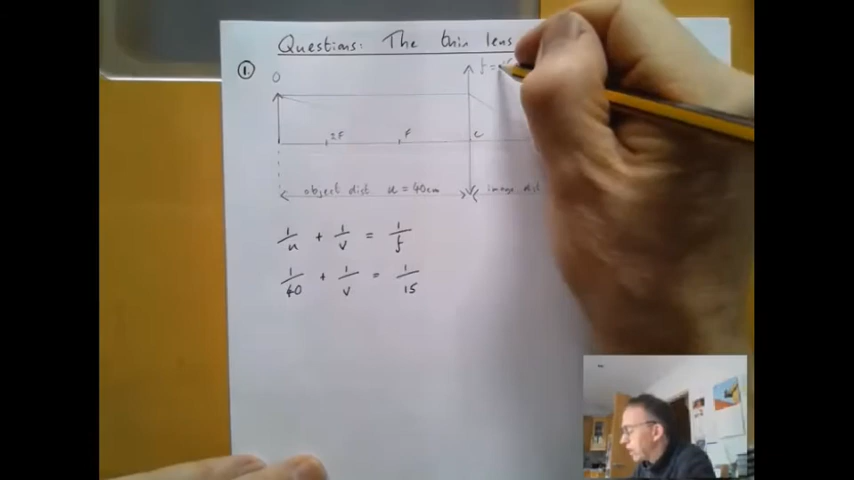 Questions: The thin lens
1.
O
f =
2F F c
object dist u = 40cm image dist
1/u + 1/v = 1/f
1/40 + 1/v = 1/15